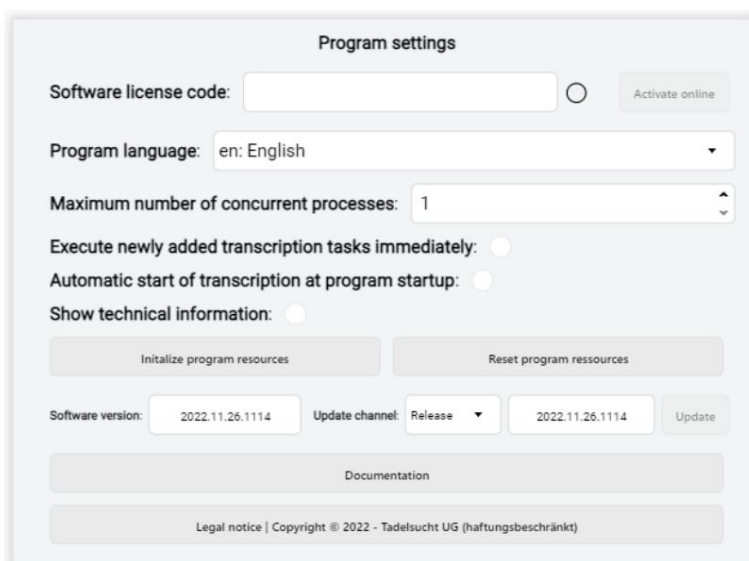 Program settings
Software license code: Activate online
Program language: en: English
Maximum number of concurrent processes: 1
Execute newly added transcription tasks immediately:
Automatic start of transcription at program startup:
Show technical information:
Initalize program resources Reset program ressources
Software version: 2022.11.26.1114 Update channel: Release 2022.11.26.1114 Update
Documentation
Legal notice | Copyright © 2022 - Tadelsucht UG (haftungsbeschränkt)